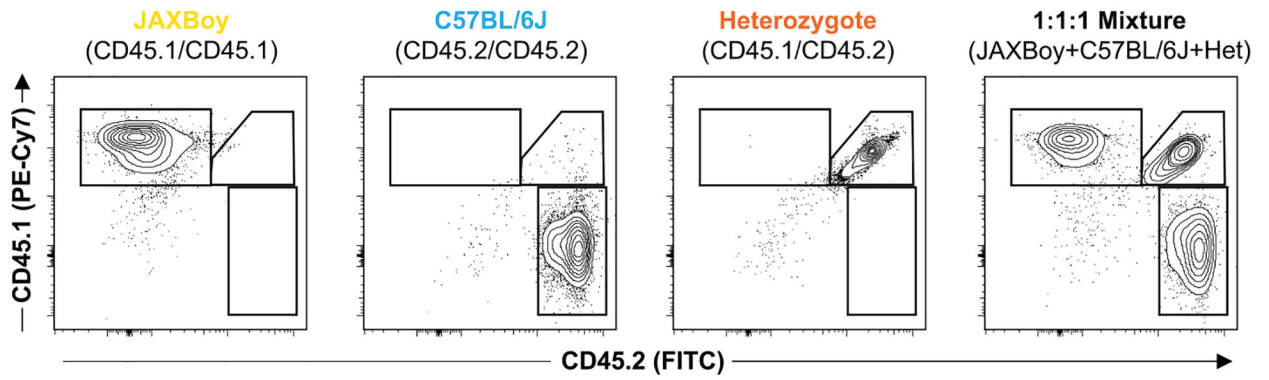 JAXBoy
(CD45.1/CD45.1)
C57BL/6J
(CD45.2/CD45.2)
Heterozygote
(CD45.1/CD45.2)
1:1:1 Mixture
(JAXBoy+C57BL/6J+Het)
CD45.1 (PE-Cy7)
CD45.2 (FITC)